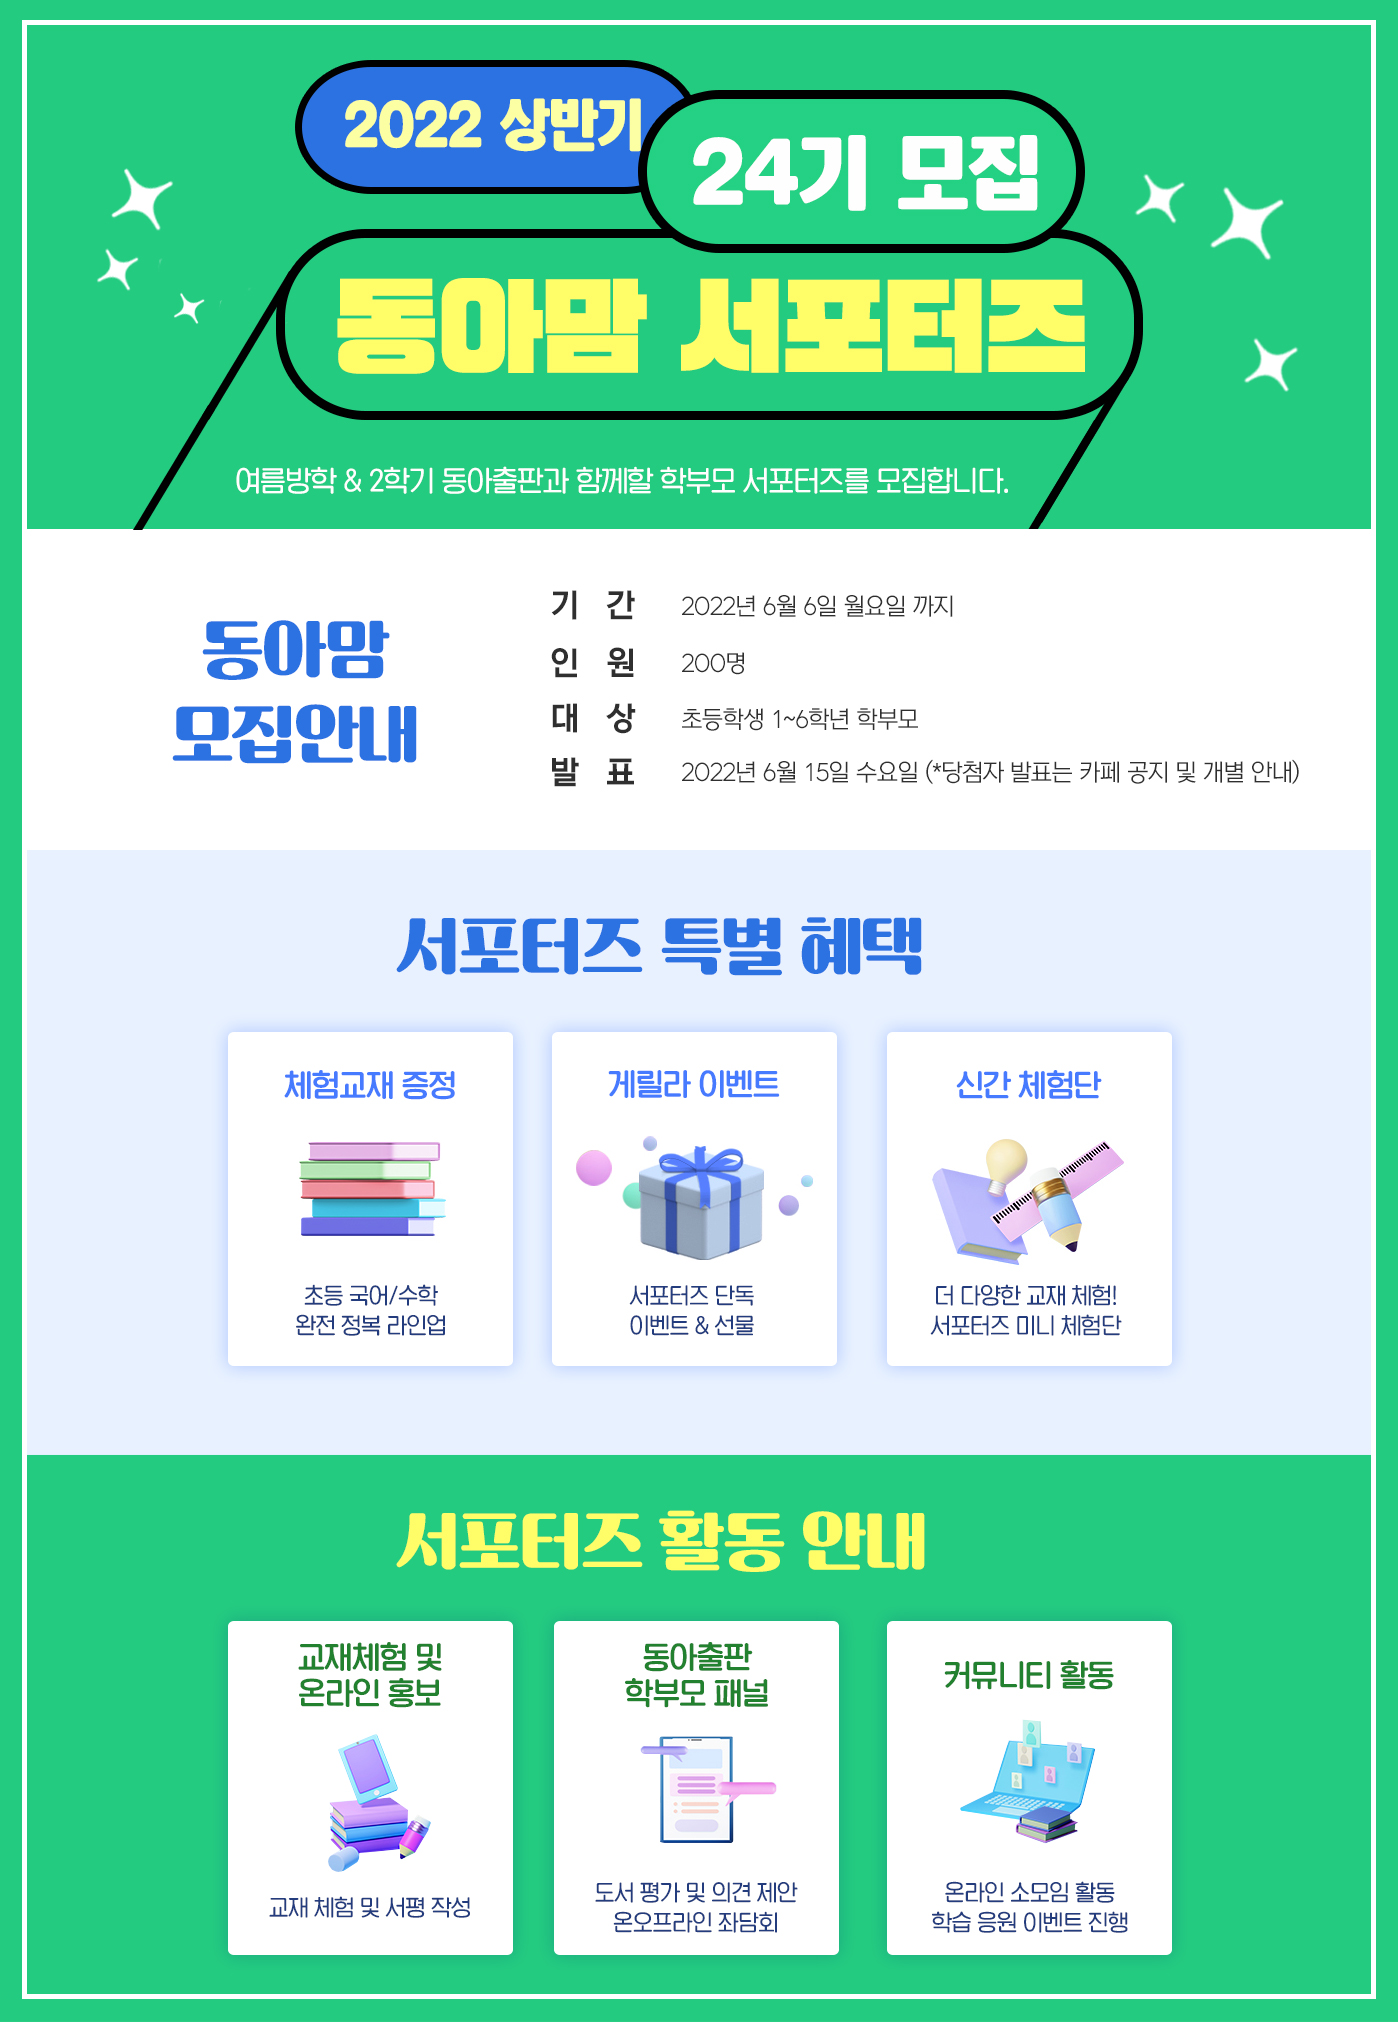 2022 상반기
24기 모집
동아맘 서포터즈
여름방학 & 2학기 동아출판과 함께할 학부모 서포터즈를 모집합니다.
동아맘
모집안내
기 간 2022년 6월 6일 월요일 까지
인 원 200명
대 상 초등학생 1~6학년 학부모
발 표 2022년 6월 15일 수요일 (*당첨자 발표는 카페 공지 및 개별 안내)
서포터즈 특별 혜택
체험교재 증정
초등 국어/수학
완전 정복 라인업
게릴라 이벤트
서포터즈 단독
이벤트 & 선물
신간 체험단
더 다양한 교재 체험!
서포터즈 미니 체험단
서포터즈 활동 안내
교재체험 및
온라인 홍보
교재 체험 및 서평 작성
동아출판
학부모 패널
도서 평가 및 의견 제안
온오프라인 좌담회
커뮤니티 활동
온라인 소모임 활동
학습 응원 이벤트 진행